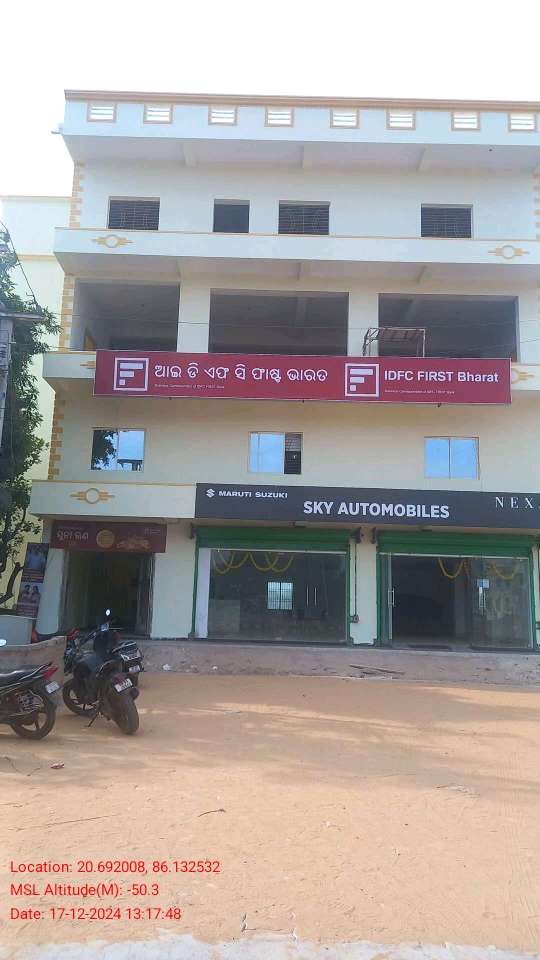 ଆଇ ଡି ଏଫ ସି ଫାଷ୍ଟ ଭାରତ
IDFC FIRST Bharat
MARUTI SUZUKI
SKY AUTOMOBILES
NEX
ସୁନା ଋଣ
Location: 20.692008, 86.132532
MSL Altitude(M): -50.3
Date: 17-12-2024 13:17:48